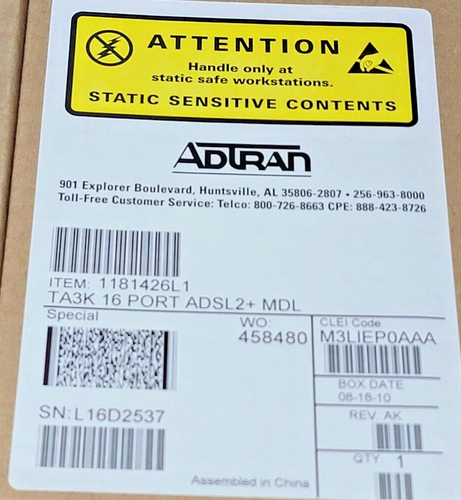 ATTENTION
Handle only at
static safe workstations.
STATIC SENSITIVE CONTENTS
ADTRAN
901 Explorer Boulevard, Huntsville, AL 35806-2807 • 256-963-8000
Toll-Free Customer Service: Telco: 800-726-8663 CPE: 888-423-8726
ITEM: 1181426L1
TA3K 16 PORT ADSL2+ MDL
Special
WO:
458480
CLEI Code
M3LIEP0AAA
BOX DATE
08-18-10
SN:L16D2537
REV AK
QTY 1
Assembled in China